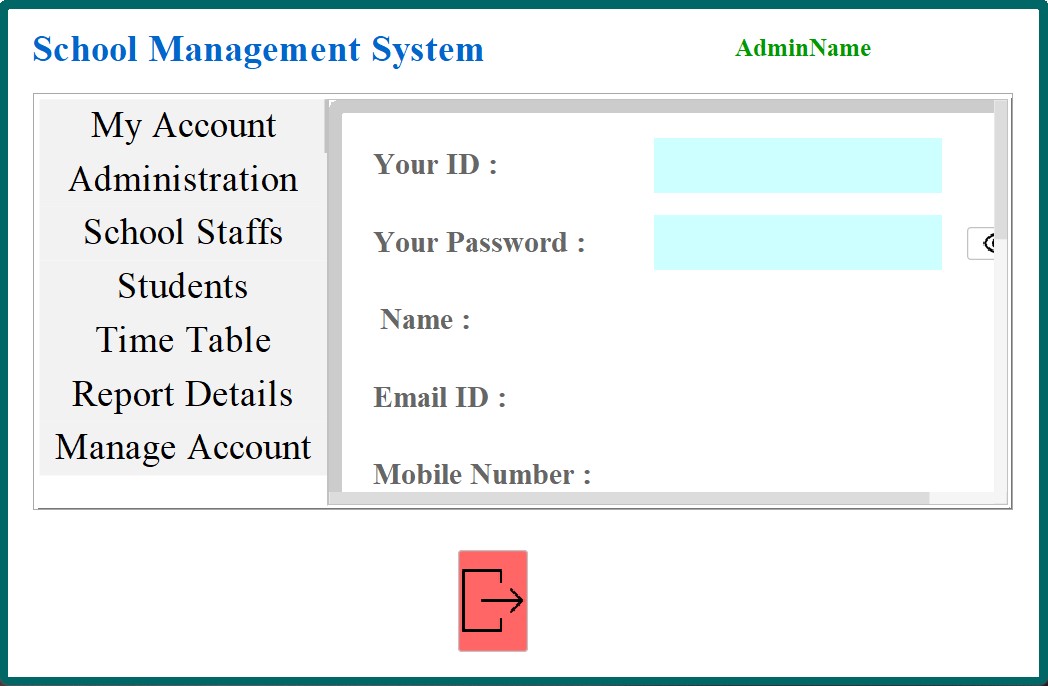 School Management System
AdminName
My Account
Administration
School Staffs
Students
Time Table
Report Details
Manage Account
Your ID :
Your Password :
Name :
Email ID :
Mobile Number :